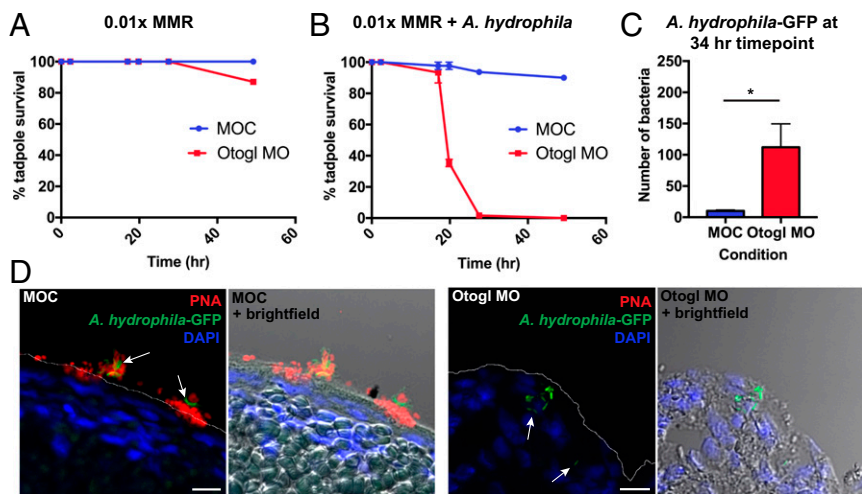 A
0.01x MMR
% tadpole survival
100
80
60
40
20
0
MOC
Otogl MO
0
20
40
60
Time (hr)
B
0.01x MMR + A. hydrophila
% tadpole survival
100
80
60
40
20
0
MOC
Otogl MO
0
20
40
60
Time (hr)
C
A. hydrophila-GFP at
34 hr timepoint
Number of bacteria
250
200
150
100
50
0
*
MOC Otogl MO
Condition
D
MOC
PNA
A. hydrophila-GFP
DAPI
MOC
+ brightfield
Otogl MO
PNA
A. hydrophila-GFP
DAPI
Otogl MO
+ brightfield